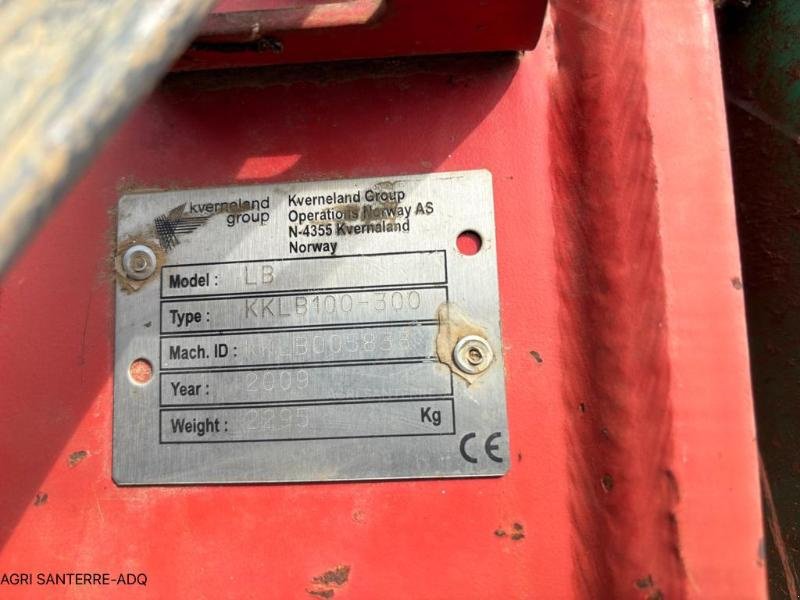 kverneland
group
Kverneland Group
Operations Norway AS
N-4355 Kvernaland
Norway
Model : LB
Type : KKLB100-300
Mach. ID :
Year : 2009
Weight : 2295 Kg
CE
AGRI SANTERRE-ADQ